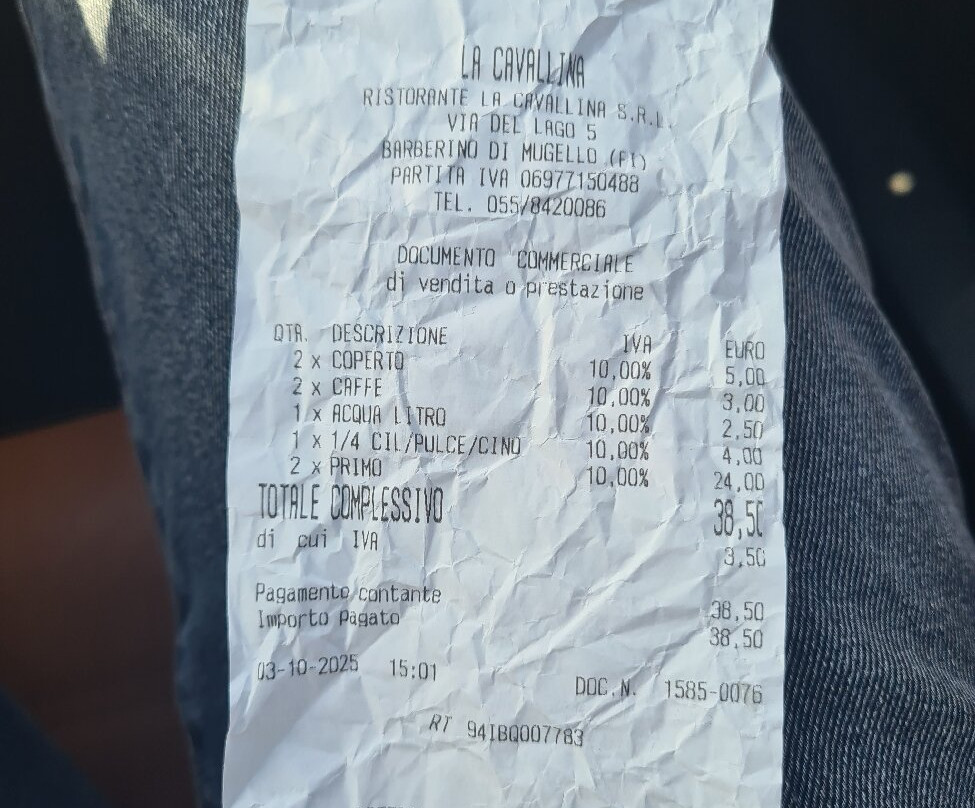 LA CAVALLINA
RISTORANTE LA CAVALLINA S.R.L.
VIA DEL LAGO 5
BARBERINO DI MUGELLO (FI)
PARTITA IVA 06977150488
TEL. 055/8420086
DOCUMENTO COMMERCIALE
di vendita o prestazione
QTA. DESCRIZIONE IVA EURO
2 x COPERTO 10,00% 5,00
2 x CAFFE 10,00% 3,00
1 x ACQUA LITRO 10,00% 2,50
1 x 1/4 CIL/PULCE/CINQ 10,00% 4,00
2 x PRIMO 10,00% 24,00
TOTALE COMPLESSIVO 38,50
di cui IVA 3,50
Pagamento contante 38,50
Importo pagato 38,50
03-10-2025 15:01
DOC.N. 1585-0076
RT 94IBQ007783